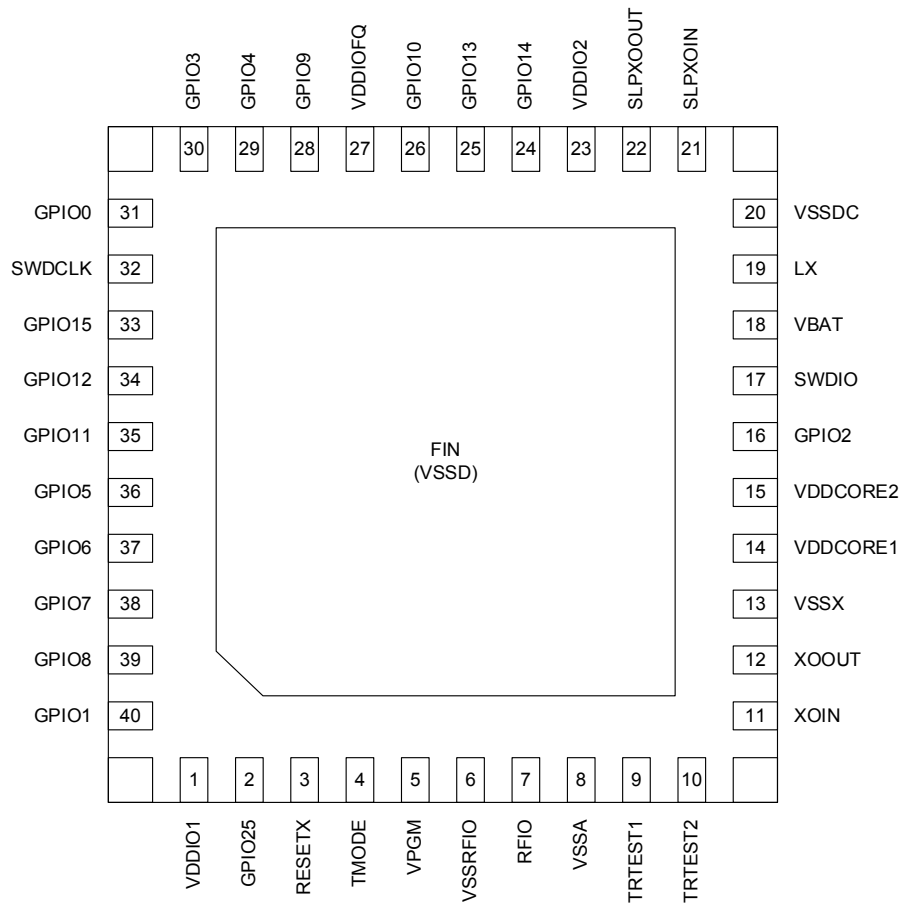 GPIO3
GPIO4
GPIO9
VDDIOFQ
GPIO10
GPIO13
GPIO14
VDDIO2
SLPXOOUT
SLPXOIN
30 29 28 27 26 25 24 23 22 21
GPIO0 31
20 VSSDC
SWDCLK 32
19 LX
GPIO15 33
18 VBAT
GPIO12 34
17 SWDIO
GPIO11 35
16 GPIO2
FIN
(VSSD)
GPIO5 36
15 VDDCORE2
GPIO6 37
14 VDDCORE1
GPIO7 38
13 VSSX
GPIO8 39
12 XOOUT
GPIO1 40
11 XOIN
1 2 3 4 5 6 7 8 9 10
VDDIO1
GPIO25
RESETX
TMODE
VPGM
VSSRFIO
RFIO
VSSA
TRTEST1
TRTEST2